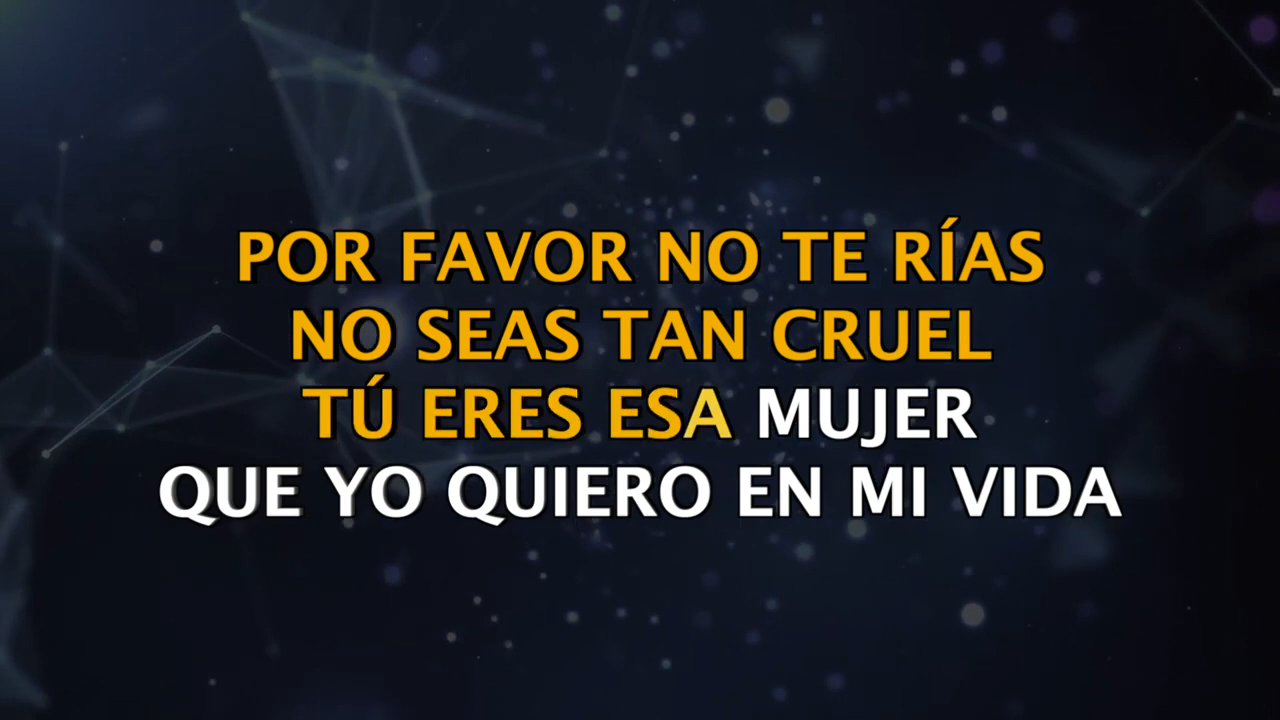 POR FAVOR NO TE RÍAS
NO SEAS TAN CRUEL
TÚ ERES ESA MUJER
QUE YO QUIERO EN MI VIDA